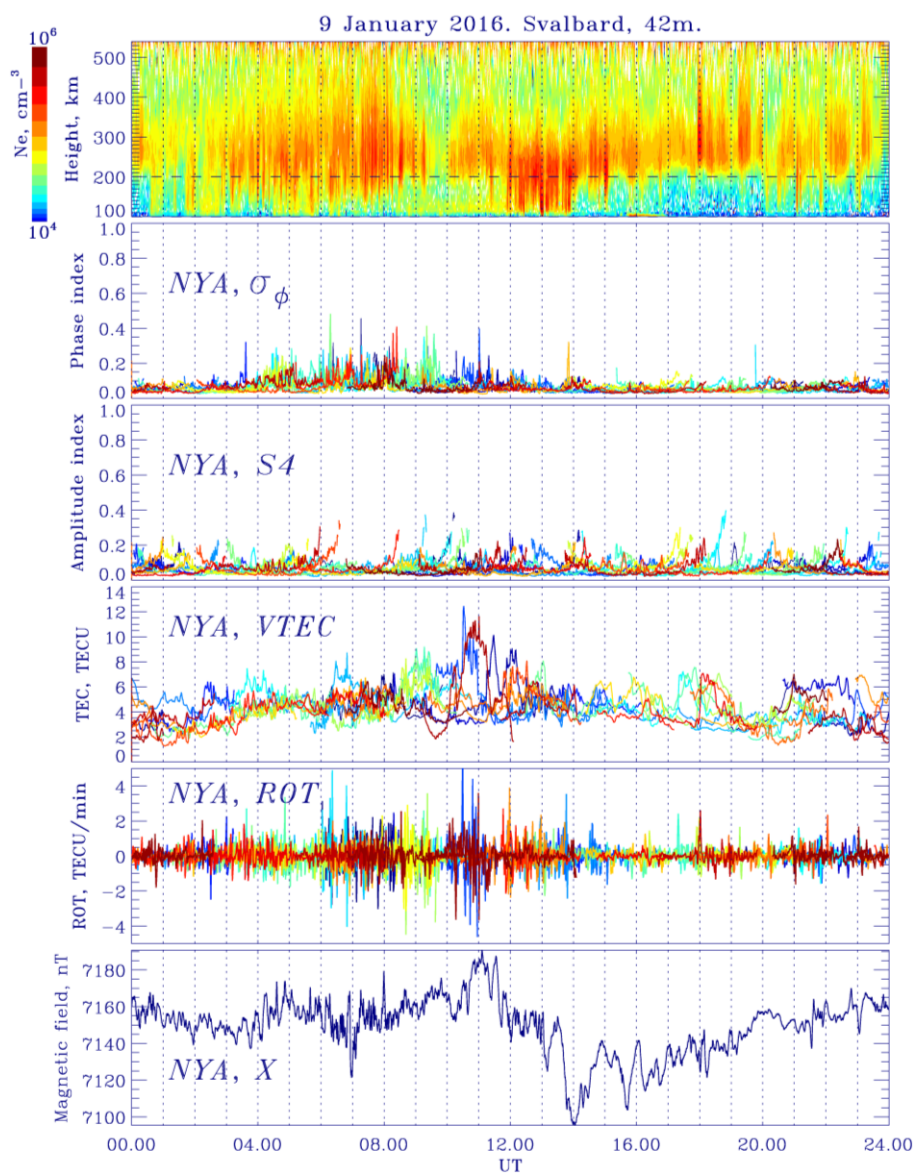 9 January 2016. Svalbard, 42m.
10⁶
Ne, cm⁻³
10⁴
Height, km
500
400
300
200
100
Phase index
1.0
0.8
0.6
0.4
0.2
0.0
NYA, σϕ
Amplitude index
1.0
0.8
0.6
0.4
0.2
0.0
NYA, S4
TEC, TECU
14
12
10
8
6
4
2
0
NYA, VTEC
ROT, TECU/min
4
2
0
−2
−4
NYA, ROT
Magnetic field, nT
7180
7160
7140
7120
7100
NYA, X
00.00 04.00 08.00 12.00 16.00 20.00 24.00
UT